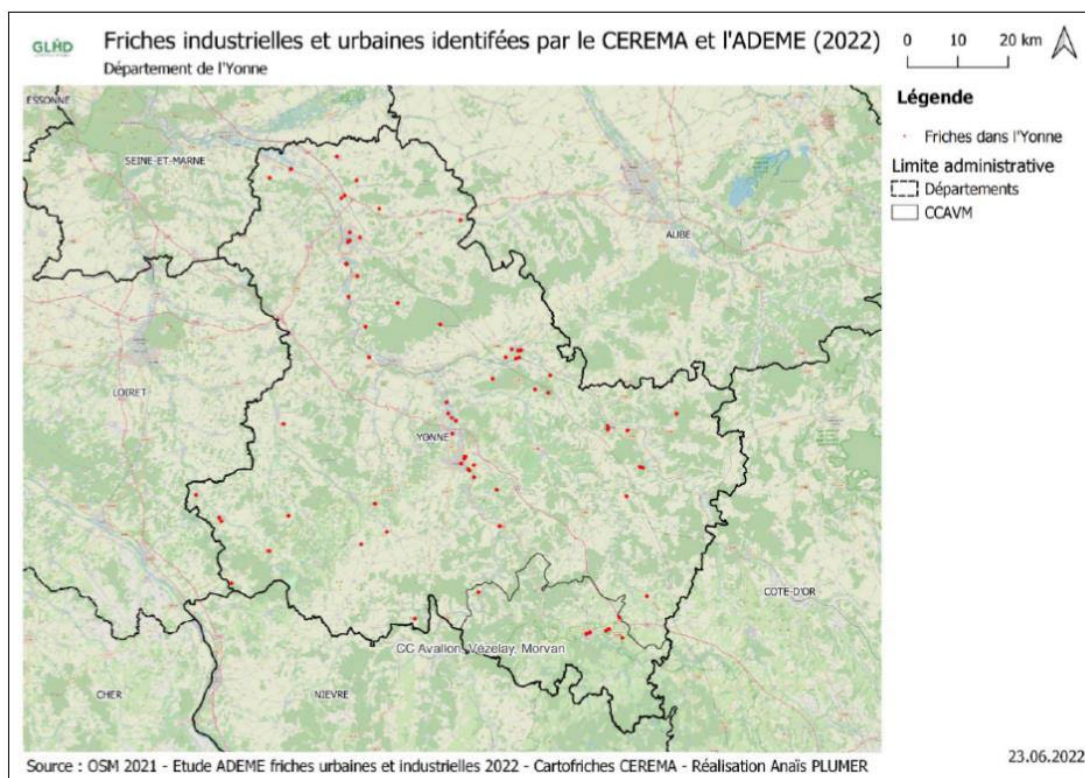 GLHD
Friches industrielles et urbaines identifées par le CEREMA et l'ADEME (2022)
Département de l'Yonne
0 10 20 km
Légende
Friches dans l'Yonne
Limite administrative
Départements
CCAVM
ESSONNE
SEINE-ET-MARNE
AUBE
LOIRET
YONNE
COTE-D'OR
CC Avallon, Vézelay, Morvan
CHER
NIEVRE
Source : OSM 2021 - Etude ADEME friches urbaines et industrielles 2022 - Cartofriches CEREMA - Réalisation Anaïs PLUMER
23.06.2022